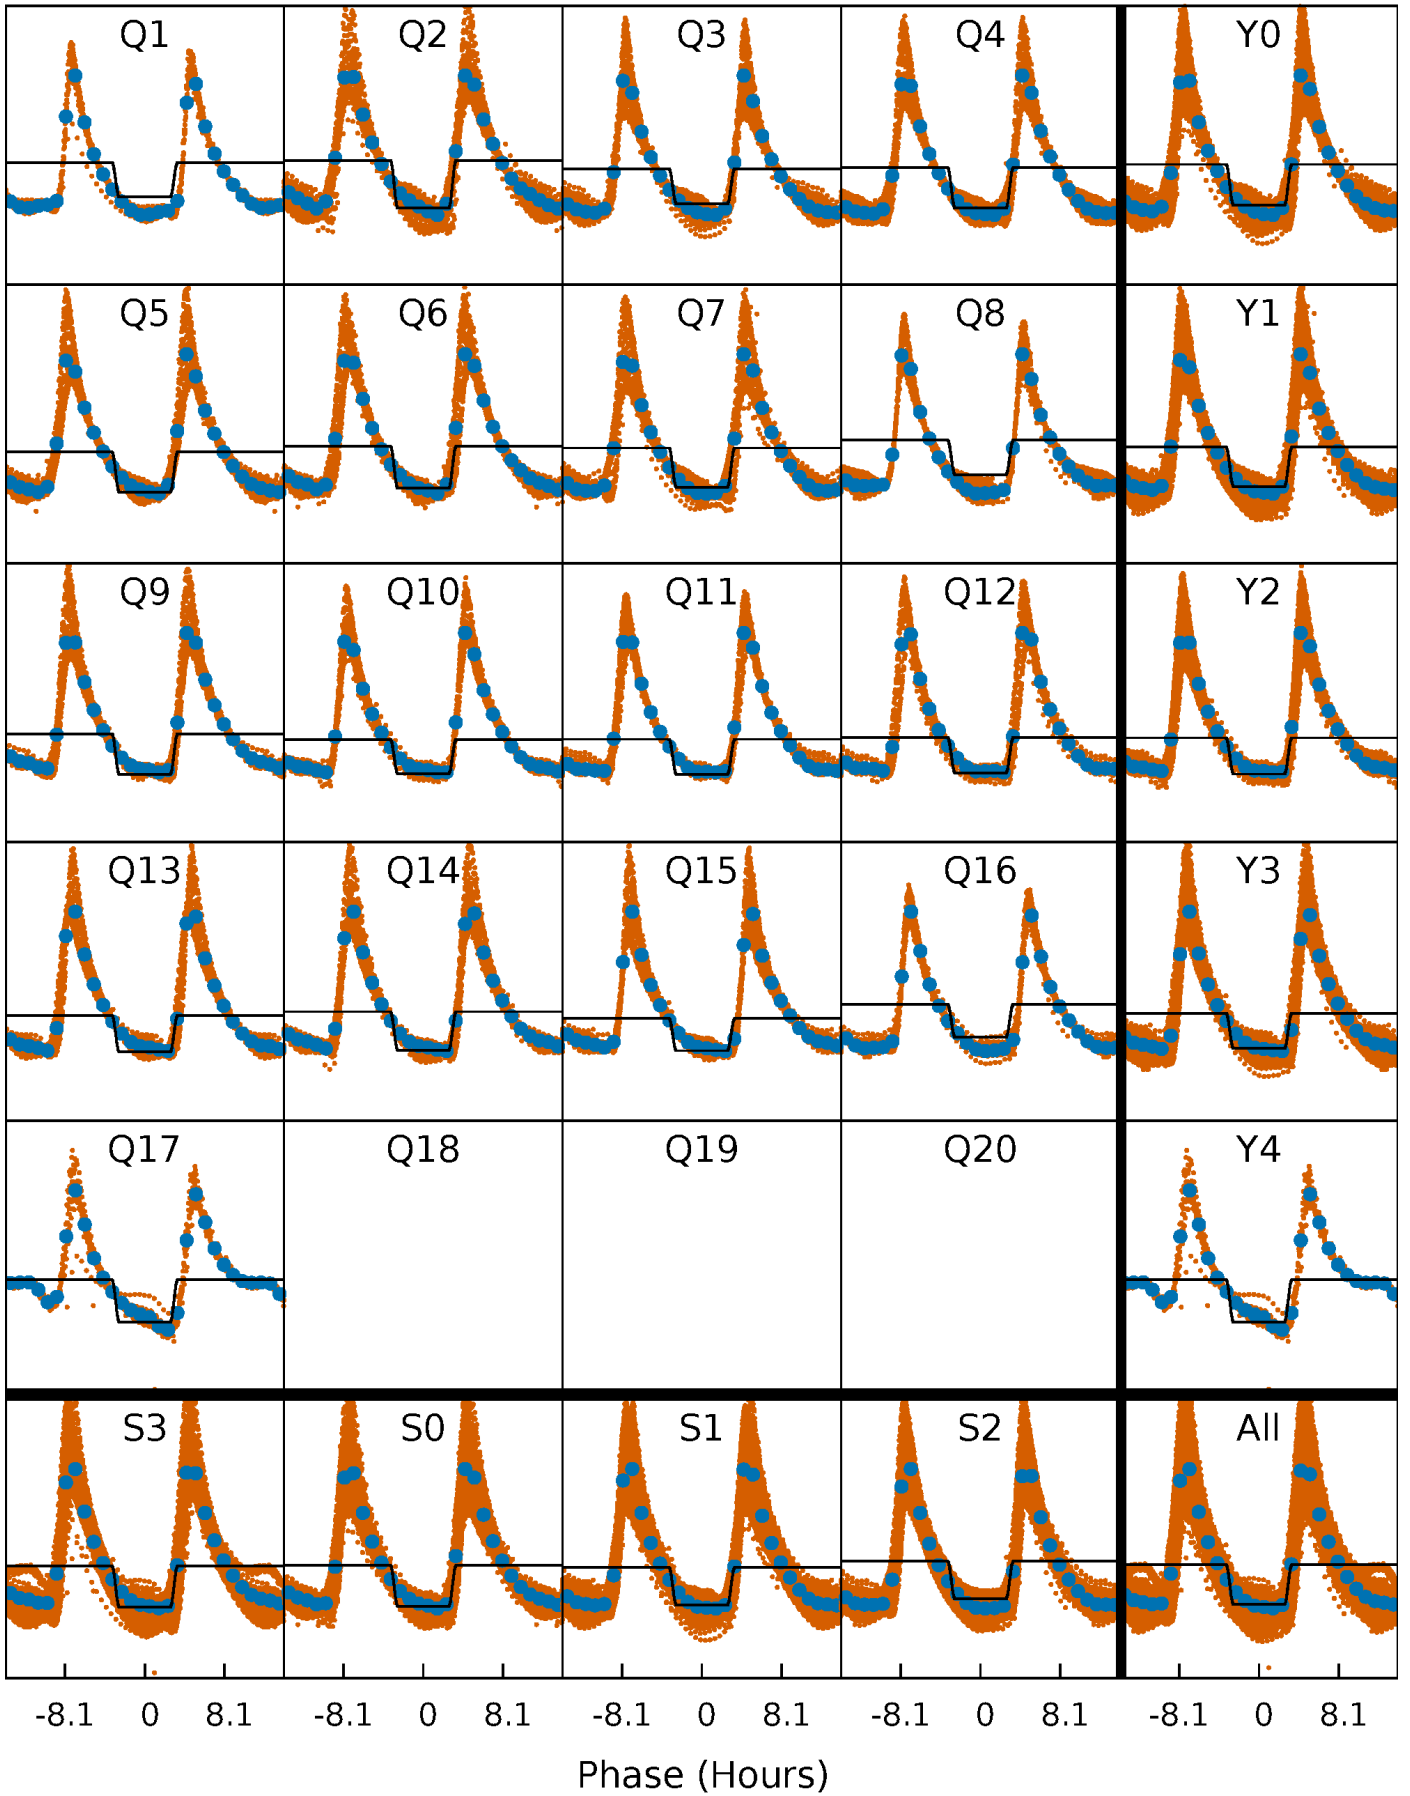 Q1 Q2 Q3 Q4 Y0
Q5 Q6 Q7 Q8 Y1
Q9 Q10 Q11 Q12 Y2
Q13 Q14 Q15 Q16 Y3
Q17 Q18 Q19 Q20 Y4
S3 S0 S1 S2 All
-8.1 0 8.1 -8.1 0 8.1 -8.1 0 8.1 -8.1 0 8.1 -8.1 0 8.1
Phase (Hours)